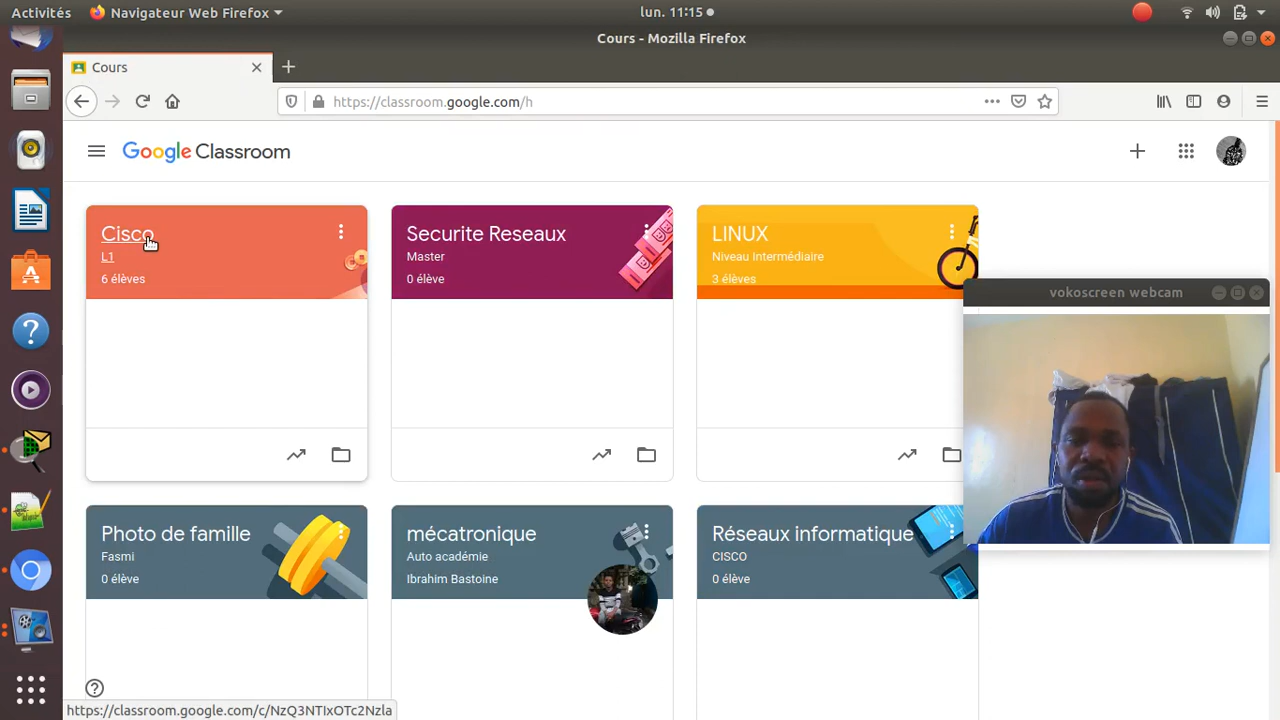 Activités
Navigateur Web Firefox
lun. 11:15
Cours - Mozilla Firefox
Cours
https://classroom.google.com/h
Google Classroom
Cisco
L1
6 élèves
Securite Reseaux
Master
0 élève
LINUX
Niveau Intermédiaire
3 élèves
vokoscreen webcam
Photo de famille
Fasmi
0 élève
mécatronique
Auto académie
Ibrahim Bastoine
Réseaux informatique
CISCO
0 élève
https://classroom.google.com/c/NzQ3NTIxOTc2Nzla